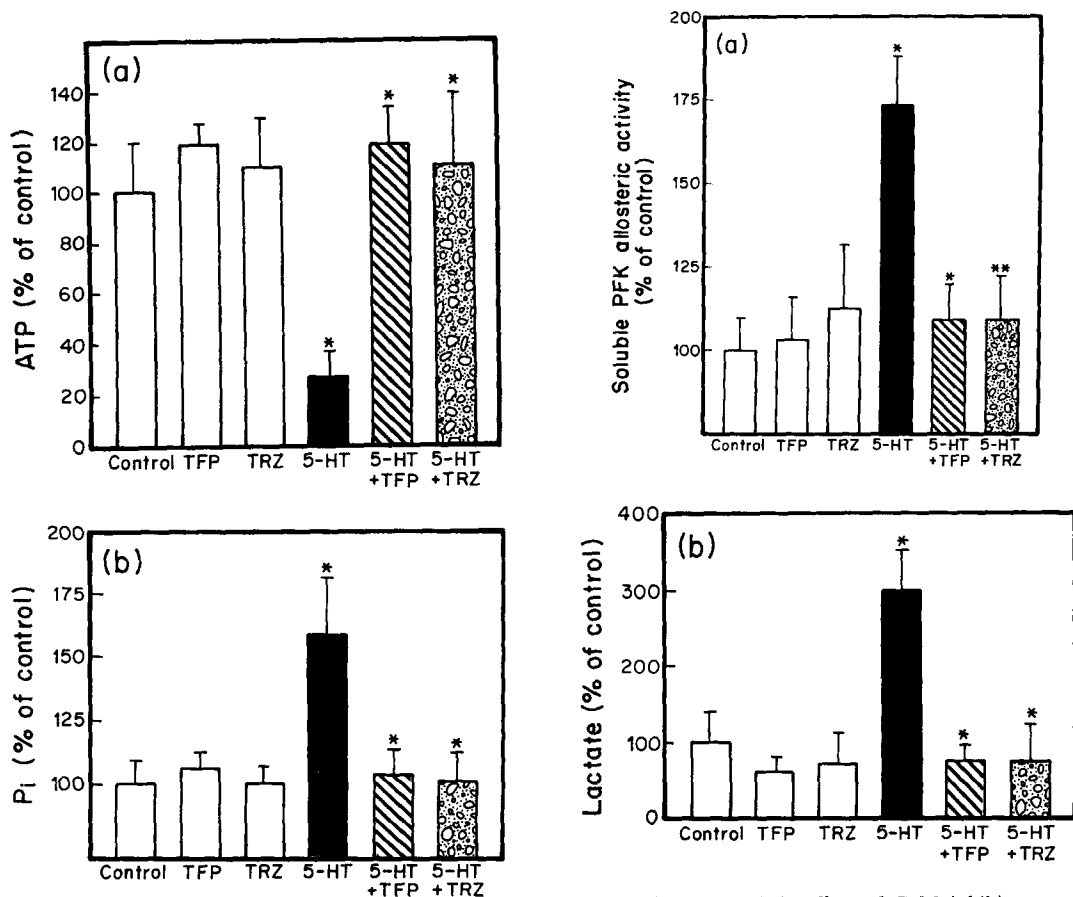 (a)
ATP (% of control)
140
120
100
80
60
40
20
0
*
*
*
Control TFP TRZ 5-HT 5-HT 5-HT
+TFP +TRZ
(a)
Soluble PFK allosteric activity
(% of control)
200
175
150
125
100
*
*
**
Control TFP TRZ 5-HT 5-HT 5-HT
+TFP +TRZ
(b)
Pi (% of control)
200
175
150
125
100
*
*
*
Control TFP TRZ 5-HT 5-HT 5-HT
+TFP +TRZ
(b)
Lactate (% of control)
400
300
200
100
0
*
*
*
Control TFP TRZ 5-HT 5-HT 5-HT
+TFP +TRZ